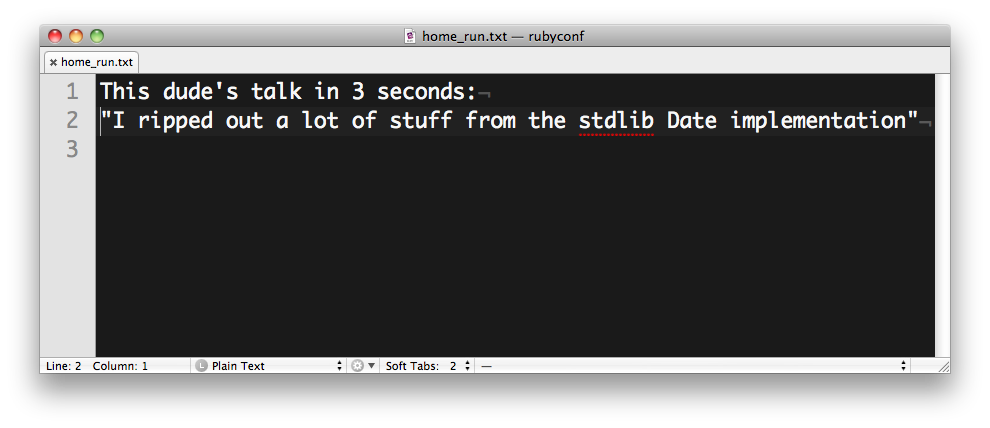 home_run.txt — rubyconf
home_run.txt
1 This dude's talk in 3 seconds:¬
2 "I ripped out a lot of stuff from the stdlib Date implementation"¬
3
Line: 2 Column: 1 L Plain Text Soft Tabs: 2 —